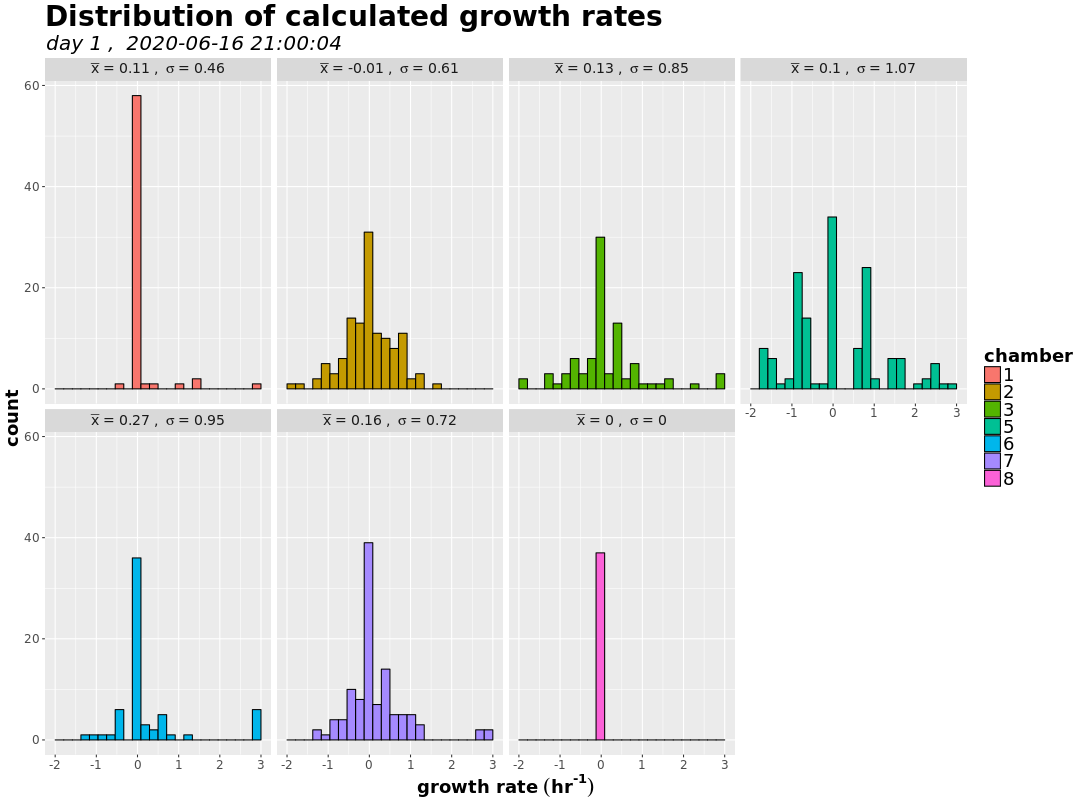 Distribution of calculated growth rates
day 1 ,  2020-06-16 21:00:04
x̅ = 0.11 ,  σ = 0.46
x̅ = -0.01 ,  σ = 0.61
x̅ = 0.13 ,  σ = 0.85
x̅ = 0.1 ,  σ = 1.07
60
40
20
0
-2 -1 0 1 2 3
x̅ = 0.27 ,  σ = 0.95
x̅ = 0.16 ,  σ = 0.72
x̅ = 0 ,  σ = 0
60
40
20
0
-2 -1 0 1 2 3
-2 -1 0 1 2 3
-2 -1 0 1 2 3
count
growth rate (hr⁻¹)
chamber
1
2
3
5
6
7
8